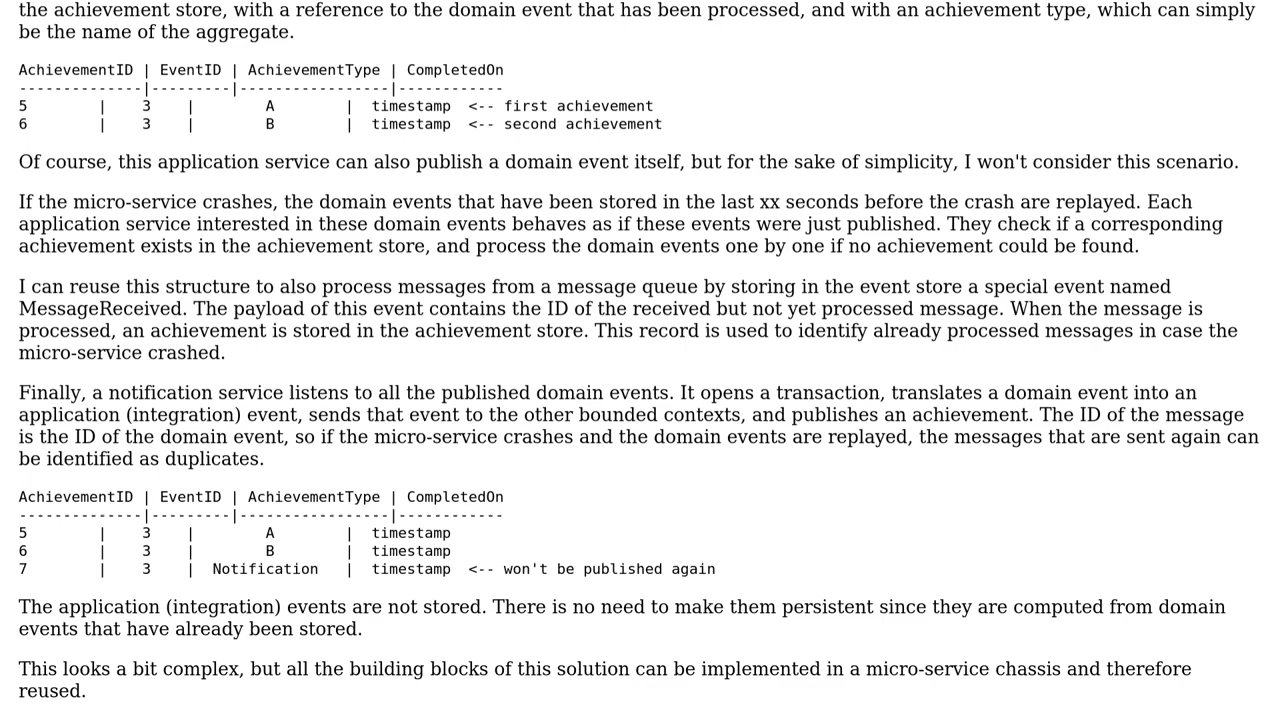 the achievement store, with a reference to the domain event that has been processed, and with an achievement type, which can simply
be the name of the aggregate.
AchievementID | EventID | AchievementType | CompletedOn
--------------|---------|-----------------|------------
5        |    3    |        A        |  timestamp  <-- first achievement
6        |    3    |        B        |  timestamp  <-- second achievement
Of course, this application service can also publish a domain event itself, but for the sake of simplicity, I won't consider this scenario.
If the micro-service crashes, the domain events that have been stored in the last xx seconds before the crash are replayed. Each
application service interested in these domain events behaves as if these events were just published. They check if a corresponding
achievement exists in the achievement store, and process the domain events one by one if no achievement could be found.
I can reuse this structure to also process messages from a message queue by storing in the event store a special event named
MessageReceived. The payload of this event contains the ID of the received but not yet processed message. When the message is
processed, an achievement is stored in the achievement store. This record is used to identify already processed messages in case the
micro-service crashed.
Finally, a notification service listens to all the published domain events. It opens a transaction, translates a domain event into an
application (integration) event, sends that event to the other bounded contexts, and publishes an achievement. The ID of the message
is the ID of the domain event, so if the micro-service crashes and the domain events are replayed, the messages that are sent again can
be identified as duplicates.
AchievementID | EventID | AchievementType | CompletedOn
--------------|---------|-----------------|------------
5        |    3    |        A        |  timestamp
6        |    3    |        B        |  timestamp
7        |    3    |  Notification   |  timestamp  <-- won't be published again
The application (integration) events are not stored. There is no need to make them persistent since they are computed from domain
events that have already been stored.
This looks a bit complex, but all the building blocks of this solution can be implemented in a micro-service chassis and therefore
reused.